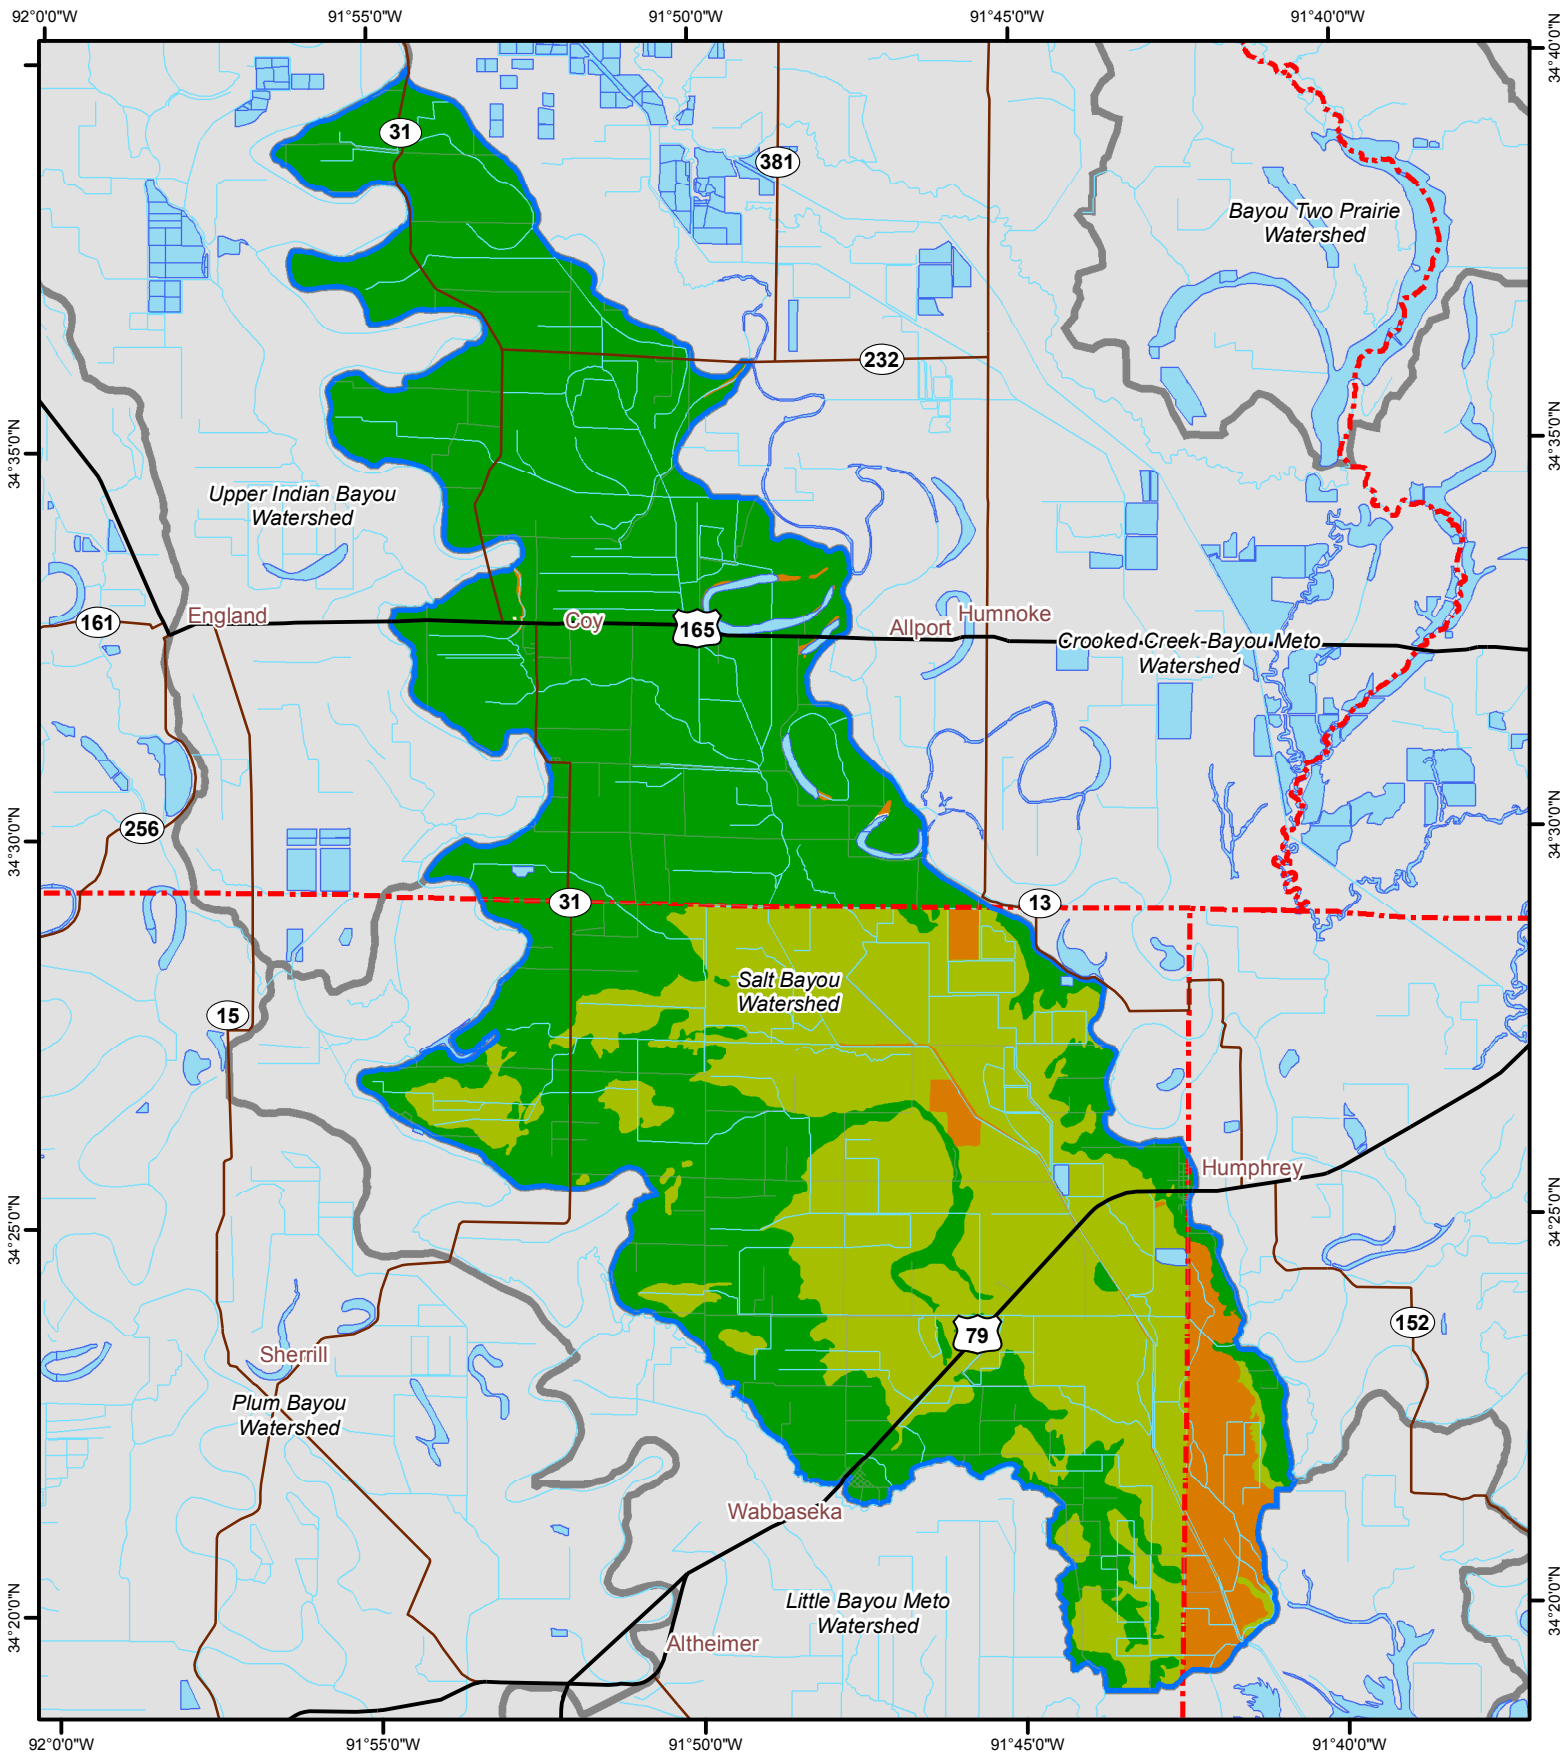 92°0'0"W
91°55'0"W
91°50'0"W
91°45'0"W
91°40'0"W
34°40'0"N
31
381
Bayou Two Prairie
Watershed
232
34°35'0"N
34°35'0"N
Upper Indian Bayou
Watershed
161
England
Coy
165
Allport
Humnoke
Crooked Creek-Bayou Meto
Watershed
256
34°30'0"N
34°30'0"N
31
13
Salt Bayou
Watershed
15
Humphrey
34°25'0"N
34°25'0"N
79
152
Sherrill
Plum Bayou
Watershed
Wabbaseka
Little Bayou Meto
Watershed
34°20'0"N
34°20'0"N
Altheimer
92°0'0"W
91°55'0"W
91°50'0"W
91°45'0"W
91°40'0"W